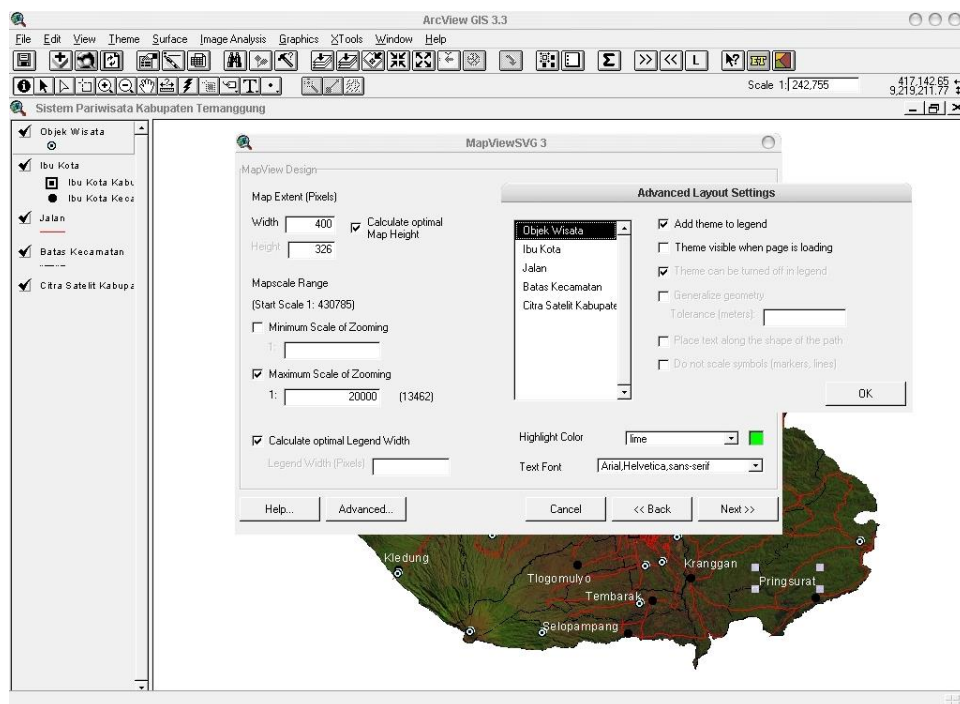 ArcView GIS 3.3
File Edit View Theme Surface Image Analysis Graphics XTools Window Help
Scale 1: 242,755
417,142.65
9,219,211.77
Sistem Pariwisata Kabupaten Temanggung
Objek Wisata
Ibu Kota
Ibu Kota Kabu
Ibu Kota Keca
Jalan
Batas Kecamatan
Citra Satelit Kabupa
MapViewSVG 3
MapView Design
Map Extent (Pixels)
Width 400
Calculate optimal
Map Height
Height 326
Mapscale Range
(Start Scale 1: 430785)
Minimum Scale of Zooming
1:
Maximum Scale of Zooming
1: 20000 (13462)
Calculate optimal Legend Width
Legend Width (Pixels)
Highlight Color lime
Text Font Arial,Helvetica,sans-serif
Help... Advanced... Cancel << Back Next >>
Advanced Layout Settings
Objek Wisata
Ibu Kota
Jalan
Batas Kecamatan
Citra Satelit Kabupate
Add theme to legend
Theme visible when page is loading
Theme can be turned off in legend
Generalize geometry
Tolerance (meters):
Place text along the shape of the path
Do not scale symbols (markers, lines)
OK
Kledung
Tlogomulyo
Kranggan
Pringsurat
Tembarak
Selopampang